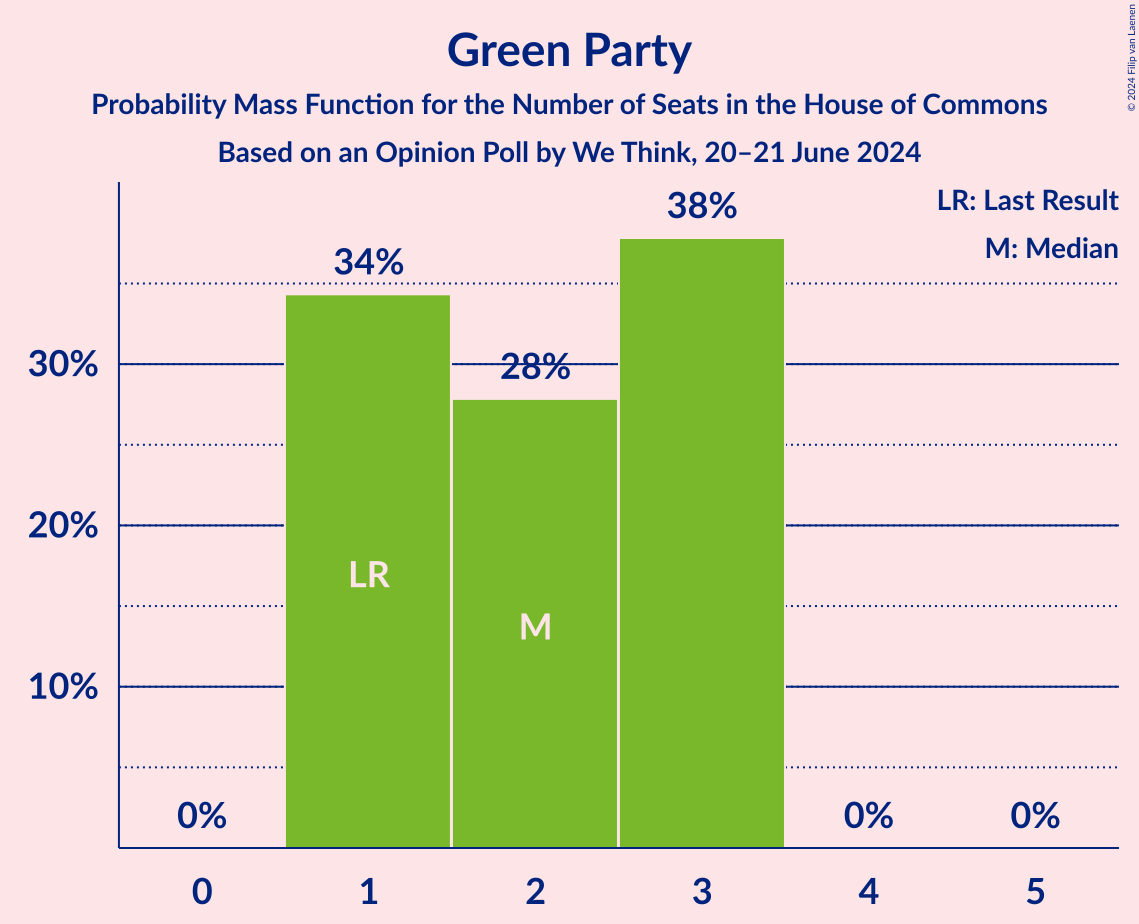 Green Party
Probability Mass Function for the Number of Seats in the House of Commons
Based on an Opinion Poll by We Think, 20–21 June 2024
© 2024 Filip van Laenen
LR: Last Result
M: Median
38%
34%
28%
30%
20%
10%
LR
M
0%
0%
0%
0
1
2
3
4
5